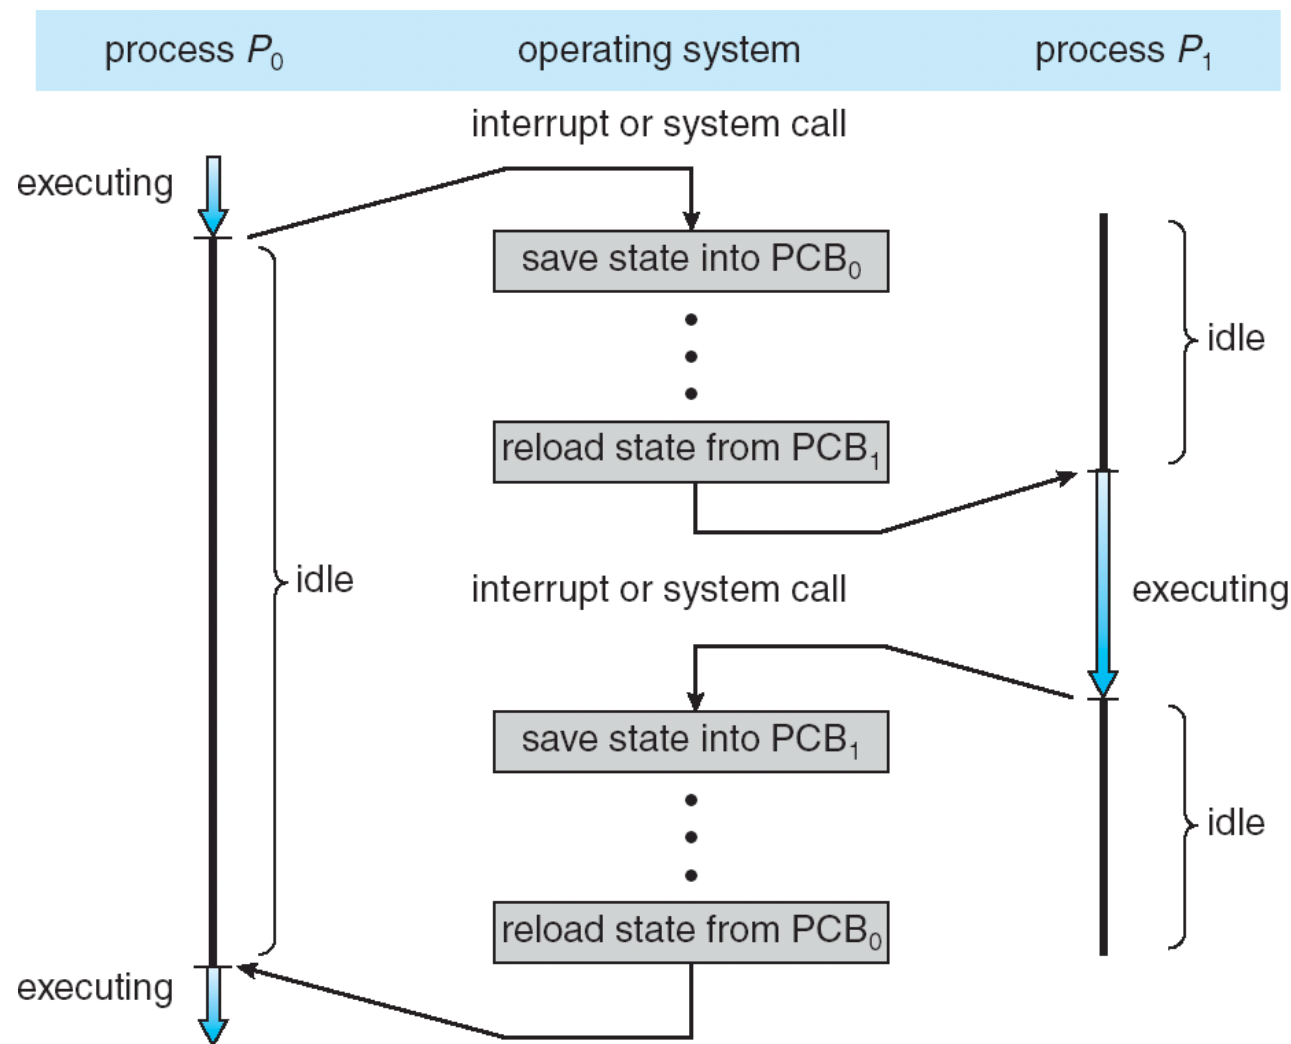 process P₀ operating system process P₁
interrupt or system call
executing
save state into PCB₀
idle
reload state from PCB₁
idle
interrupt or system call
executing
save state into PCB₁
idle
reload state from PCB₀
executing